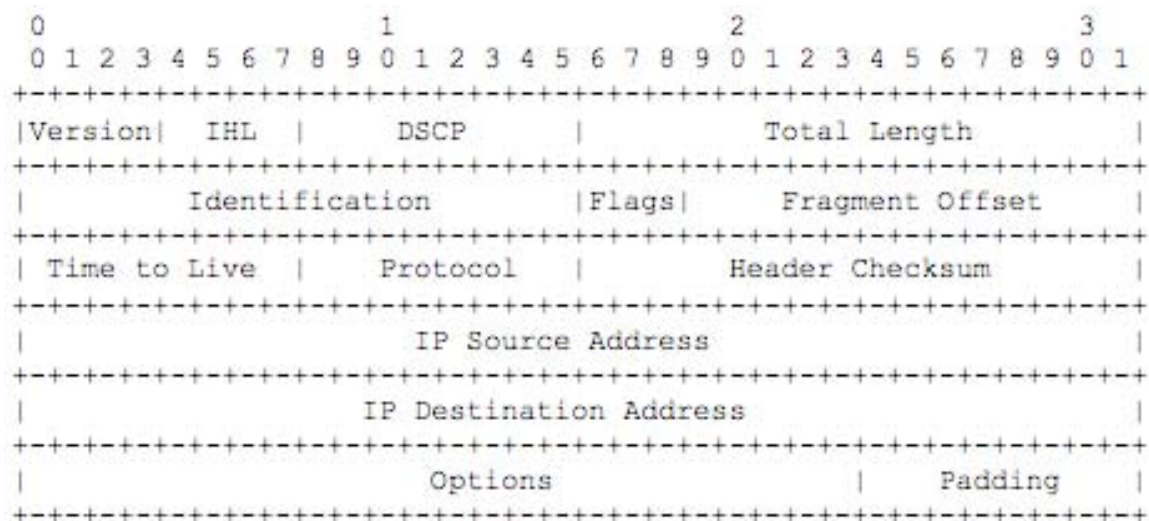 0                   1                   2                   3
0 1 2 3 4 5 6 7 8 9 0 1 2 3 4 5 6 7 8 9 0 1 2 3 4 5 6 7 8 9 0 1
+-+-+-+-+-+-+-+-+-+-+-+-+-+-+-+-+-+-+-+-+-+-+-+-+-+-+-+-+-+-+-+-+
|Version| IHL | DSCP | Total Length |
+-+-+-+-+-+-+-+-+-+-+-+-+-+-+-+-+-+-+-+-+-+-+-+-+-+-+-+-+-+-+-+-+
| Identification |Flags| Fragment Offset |
+-+-+-+-+-+-+-+-+-+-+-+-+-+-+-+-+-+-+-+-+-+-+-+-+-+-+-+-+-+-+-+-+
| Time to Live | Protocol | Header Checksum |
+-+-+-+-+-+-+-+-+-+-+-+-+-+-+-+-+-+-+-+-+-+-+-+-+-+-+-+-+-+-+-+-+
| IP Source Address |
+-+-+-+-+-+-+-+-+-+-+-+-+-+-+-+-+-+-+-+-+-+-+-+-+-+-+-+-+-+-+-+-+
| IP Destination Address |
+-+-+-+-+-+-+-+-+-+-+-+-+-+-+-+-+-+-+-+-+-+-+-+-+-+-+-+-+-+-+-+-+
| Options | Padding |
+-+-+-+-+-+-+-+-+-+-+-+-+-+-+-+-+-+-+-+-+-+-+-+-+-+-+-+-+-+-+-+-+